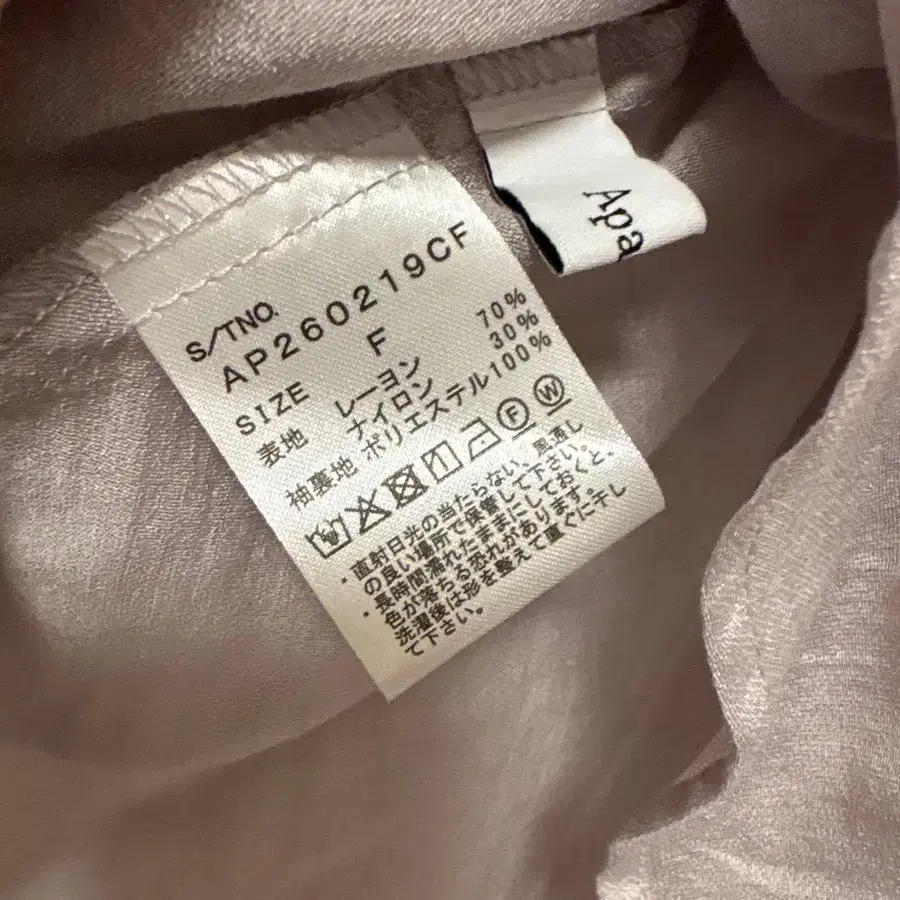 S/TNO.
AP260219CF
SIZE F
表地 レーヨン 70%
ナイロン 30%
袖裏地 ポリエステル100%
F W
・直射日光の当たらない、風通し
の良い場所で保管して下さい。
・長時間濡れたままにしておくと、
色が落ちる恐れがあります。
洗濯後は形を整えて直ぐに干し
て下さい。
Apa